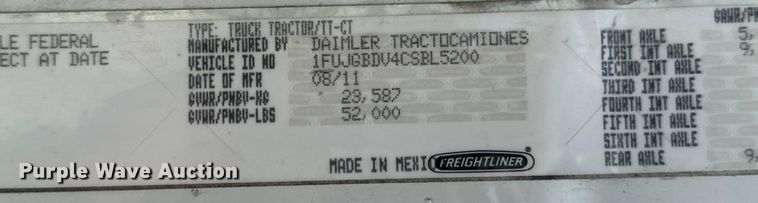 LE FEDERAL
ECT AT DATE
TYPE: TRUCK TRACTOR/TT-CT
MANUFACTURED BY DAIMLER TRACTOCAMIONES
VEHICLE ID NO 1FUJGBDV4CSBL5200
DATE OF MFR 08/11
GVWR/PNBV-KG 23,587
GVWR/PNBV-LBS 52,000
MADE IN MEXI
FREIGHTLINER
GAWR/PN
FRONT AXLE 5,
FIRST INT AXLE 9,
SECOND INT AXLE
THIRD INT AXLE
FOURTH INT AXLE
FIFTH INT AXLE
SIXTH INT AXLE
REAR AXLE 9,
Purple Wave Auction